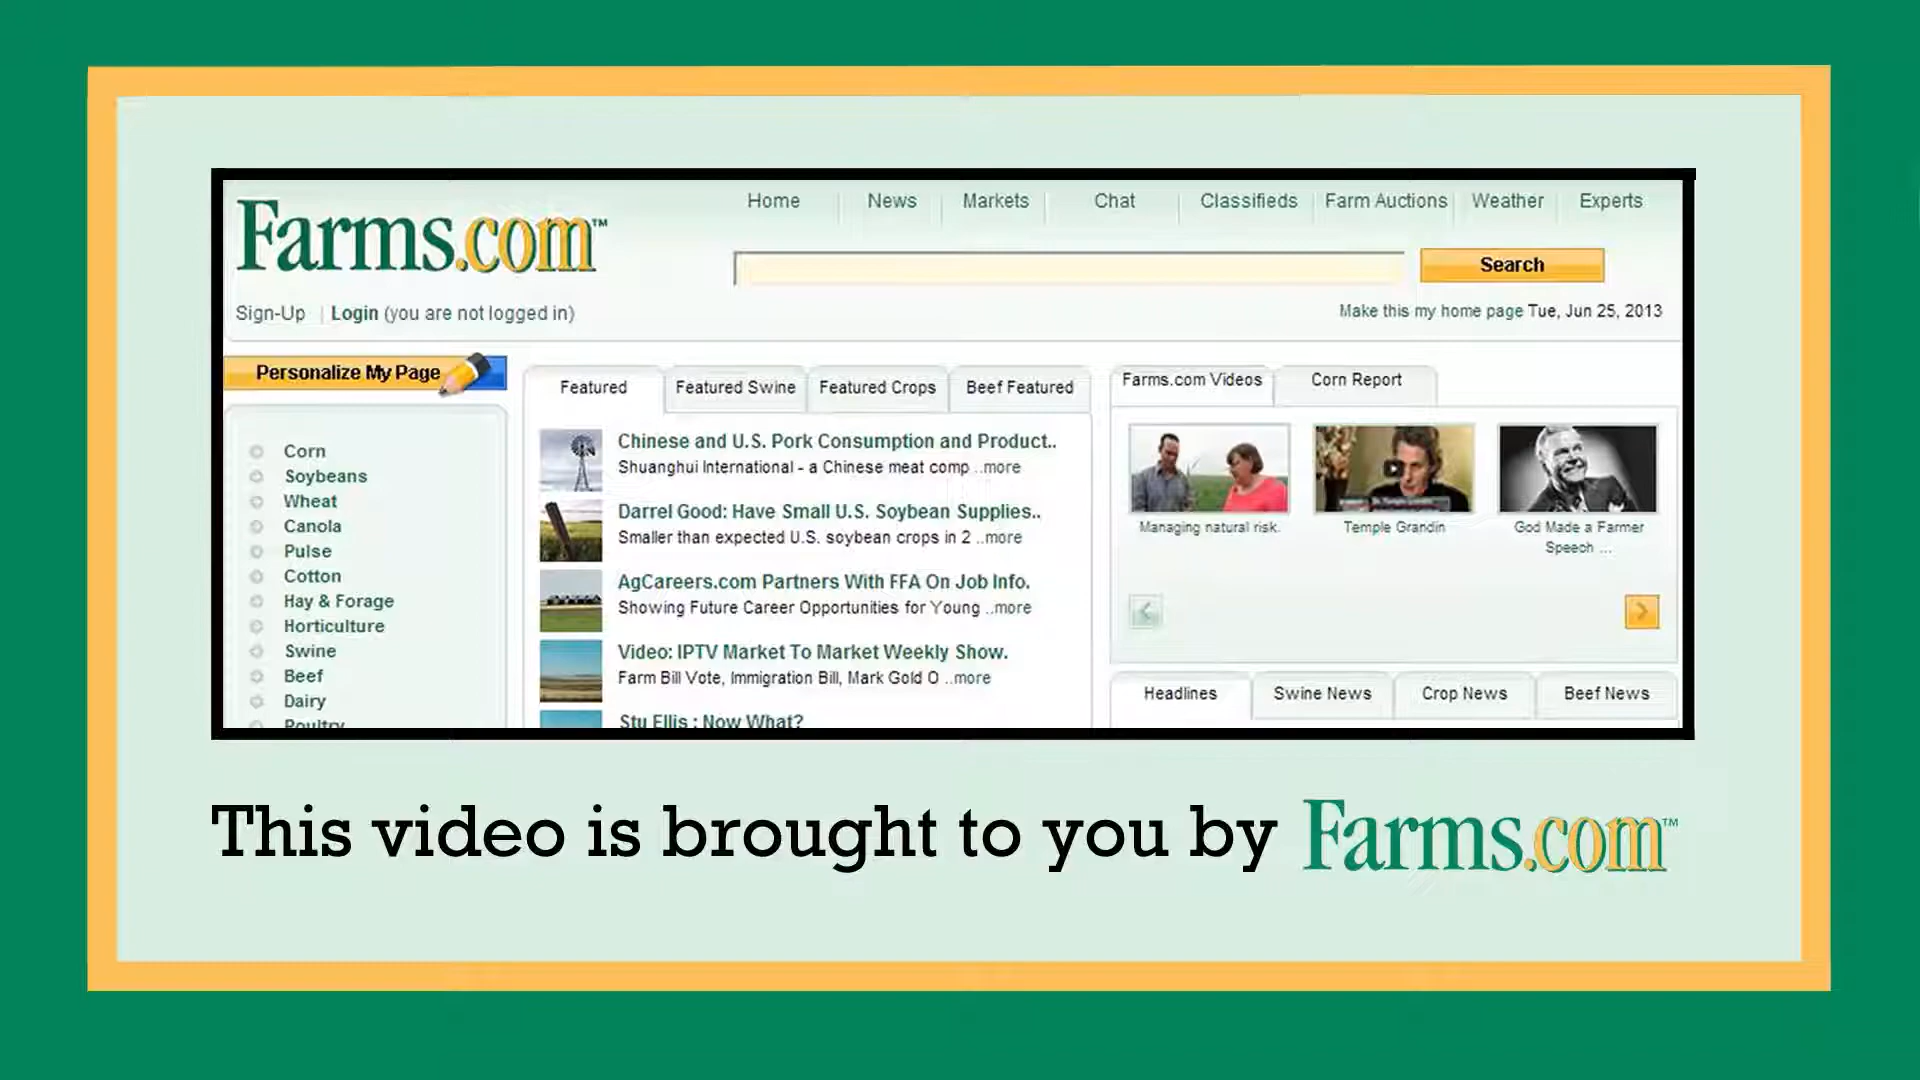 Farms.com™
Home News Markets Chat Classifieds Farm Auctions Weather Experts
Search
Sign-Up | Login (you are not logged in)
Make this my home page Tue, Jun 25, 2013
Personalize My Page
Corn
Soybeans
Wheat
Canola
Pulse
Cotton
Hay & Forage
Horticulture
Swine
Beef
Dairy
Poultry
Featured Featured Swine Featured Crops Beef Featured
Chinese and U.S. Pork Consumption and Product..
Shuanghui International - a Chinese meat comp ..more
Darrel Good: Have Small U.S. Soybean Supplies..
Smaller than expected U.S. soybean crops in 2 ..more
AgCareers.com Partners With FFA On Job Info.
Showing Future Career Opportunities for Young ..more
Video: IPTV Market To Market Weekly Show.
Farm Bill Vote, Immigration Bill, Mark Gold O ..more
Stu Ellis : Now What?
Farms.com Videos Corn Report
Managing natural risk.
Temple Grandin
God Made a Farmer
Speech ...
Headlines Swine News Crop News Beef News
This video is brought to you by Farms.com™